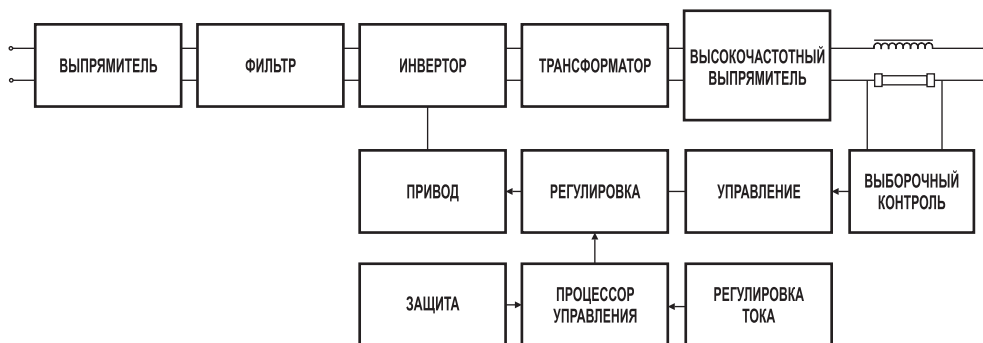 ВЫПРЯМИТЕЛЬ
ФИЛЬТР
ИНВЕРТОР
ТРАНСФОРМАТОР
ВЫСОКОЧАСТОТНЫЙ
ВЫПРЯМИТЕЛЬ
ПРИВОД
РЕГУЛИРОВКА
УПРАВЛЕНИЕ
ВЫБОРОЧНЫЙ
КОНТРОЛЬ
ЗАЩИТА
ПРОЦЕССОР
УПРАВЛЕНИЯ
РЕГУЛИРОВКА
ТОКА